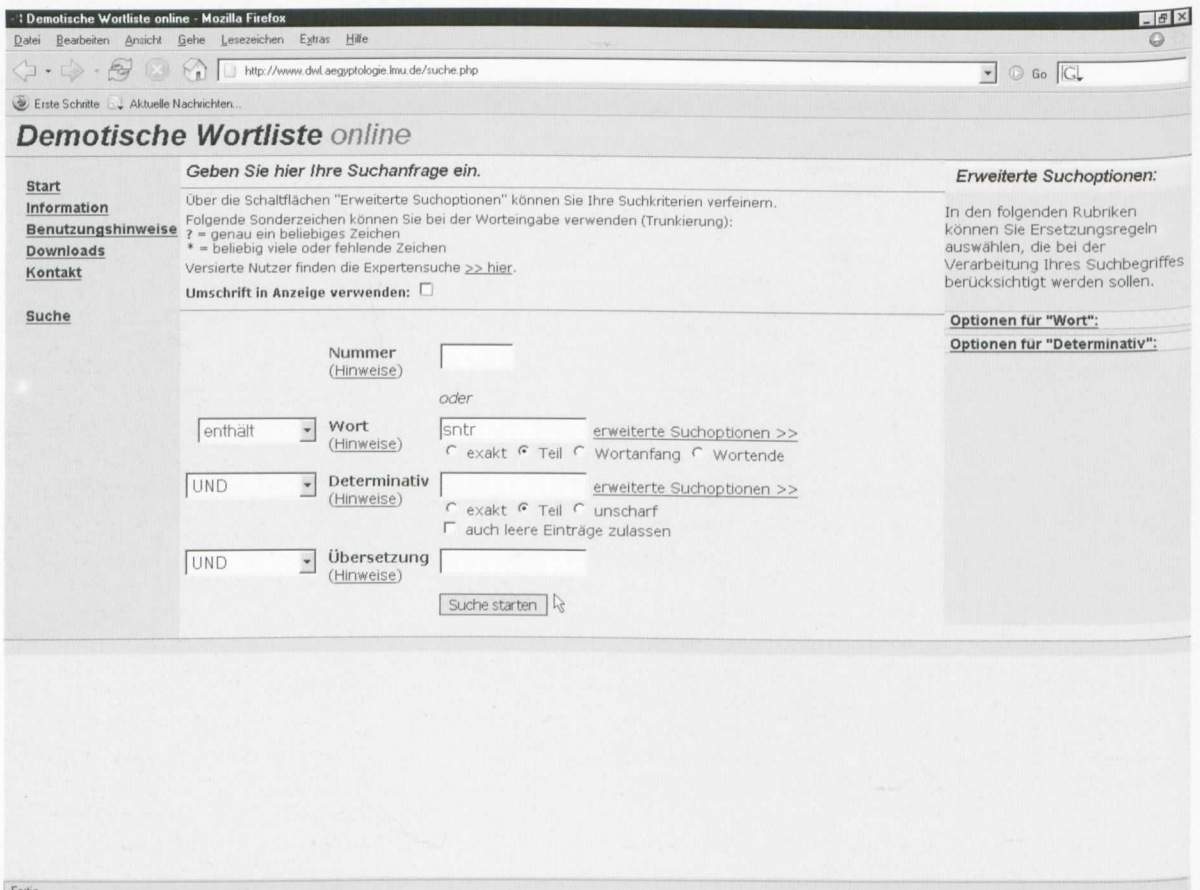 Demotische Wortliste online - Mozilla Firefox
Datei Bearbeiten Ansicht Gehe Lesezeichen Extras Hilfe
http://www.dwl.aegyptologie.lmu.de/suche.php
Go
Erste Schritte Aktuelle Nachrichten...
Demotische Wortliste online
Start
Information
Benutzungshinweise
Downloads
Kontakt
Suche
Geben Sie hier Ihre Suchanfrage ein.
Über die Schaltflächen "Erweiterte Suchoptionen" können Sie Ihre Suchkriterien verfeinern.
Folgende Sonderzeichen können Sie bei der Worteingabe verwenden (Trunkierung):
? = genau ein beliebiges Zeichen
* = beliebig viele oder fehlende Zeichen
Versierte Nutzer finden die Expertensuche >> hier.
Umschrift in Anzeige verwenden:
Nummer
(Hinweise)
oder
enthält Wort sntr erweiterte Suchoptionen >>
(Hinweise)
exakt Teil Wortanfang Wortende
UND Determinativ erweiterte Suchoptionen >>
(Hinweise)
exakt Teil unscharf
auch leere Einträge zulassen
UND Übersetzung
(Hinweise)
Suche starten
Erweiterte Suchoptionen:
In den folgenden Rubriken
können Sie Ersetzungsregeln
auswählen, die bei der
Verarbeitung Ihres Suchbegriffes
berücksichtigt werden sollen.
Optionen für "Wort":
Optionen für "Determinativ":